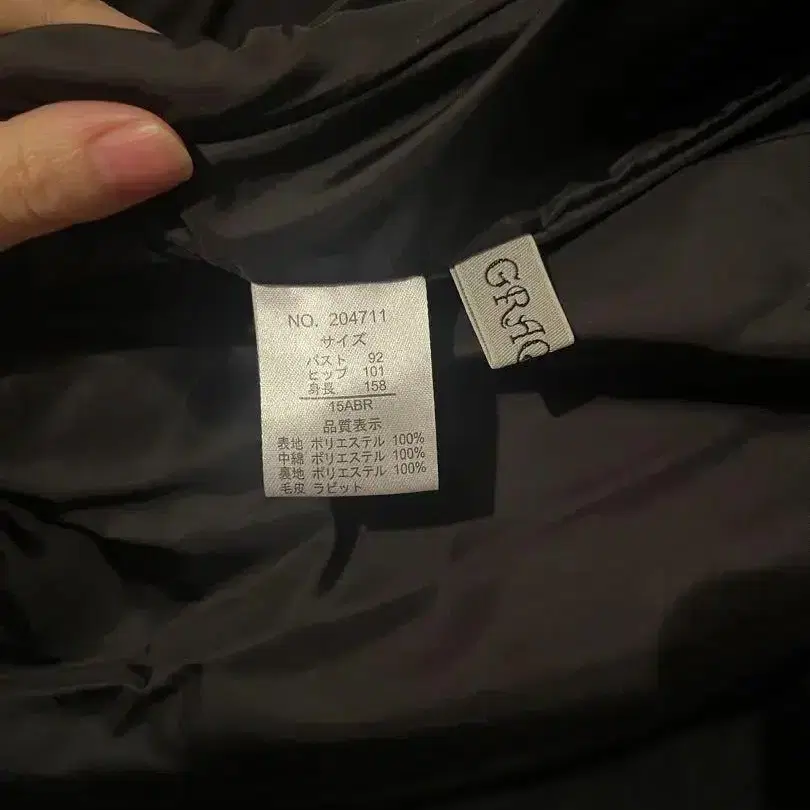 NO. 204711
サイズ
バスト 92
ヒップ 101
身長 158
15ABR
品質表示
表地 ポリエステル 100%
中綿 ポリエステル 100%
裏地 ポリエステル 100%
毛皮 ラビット